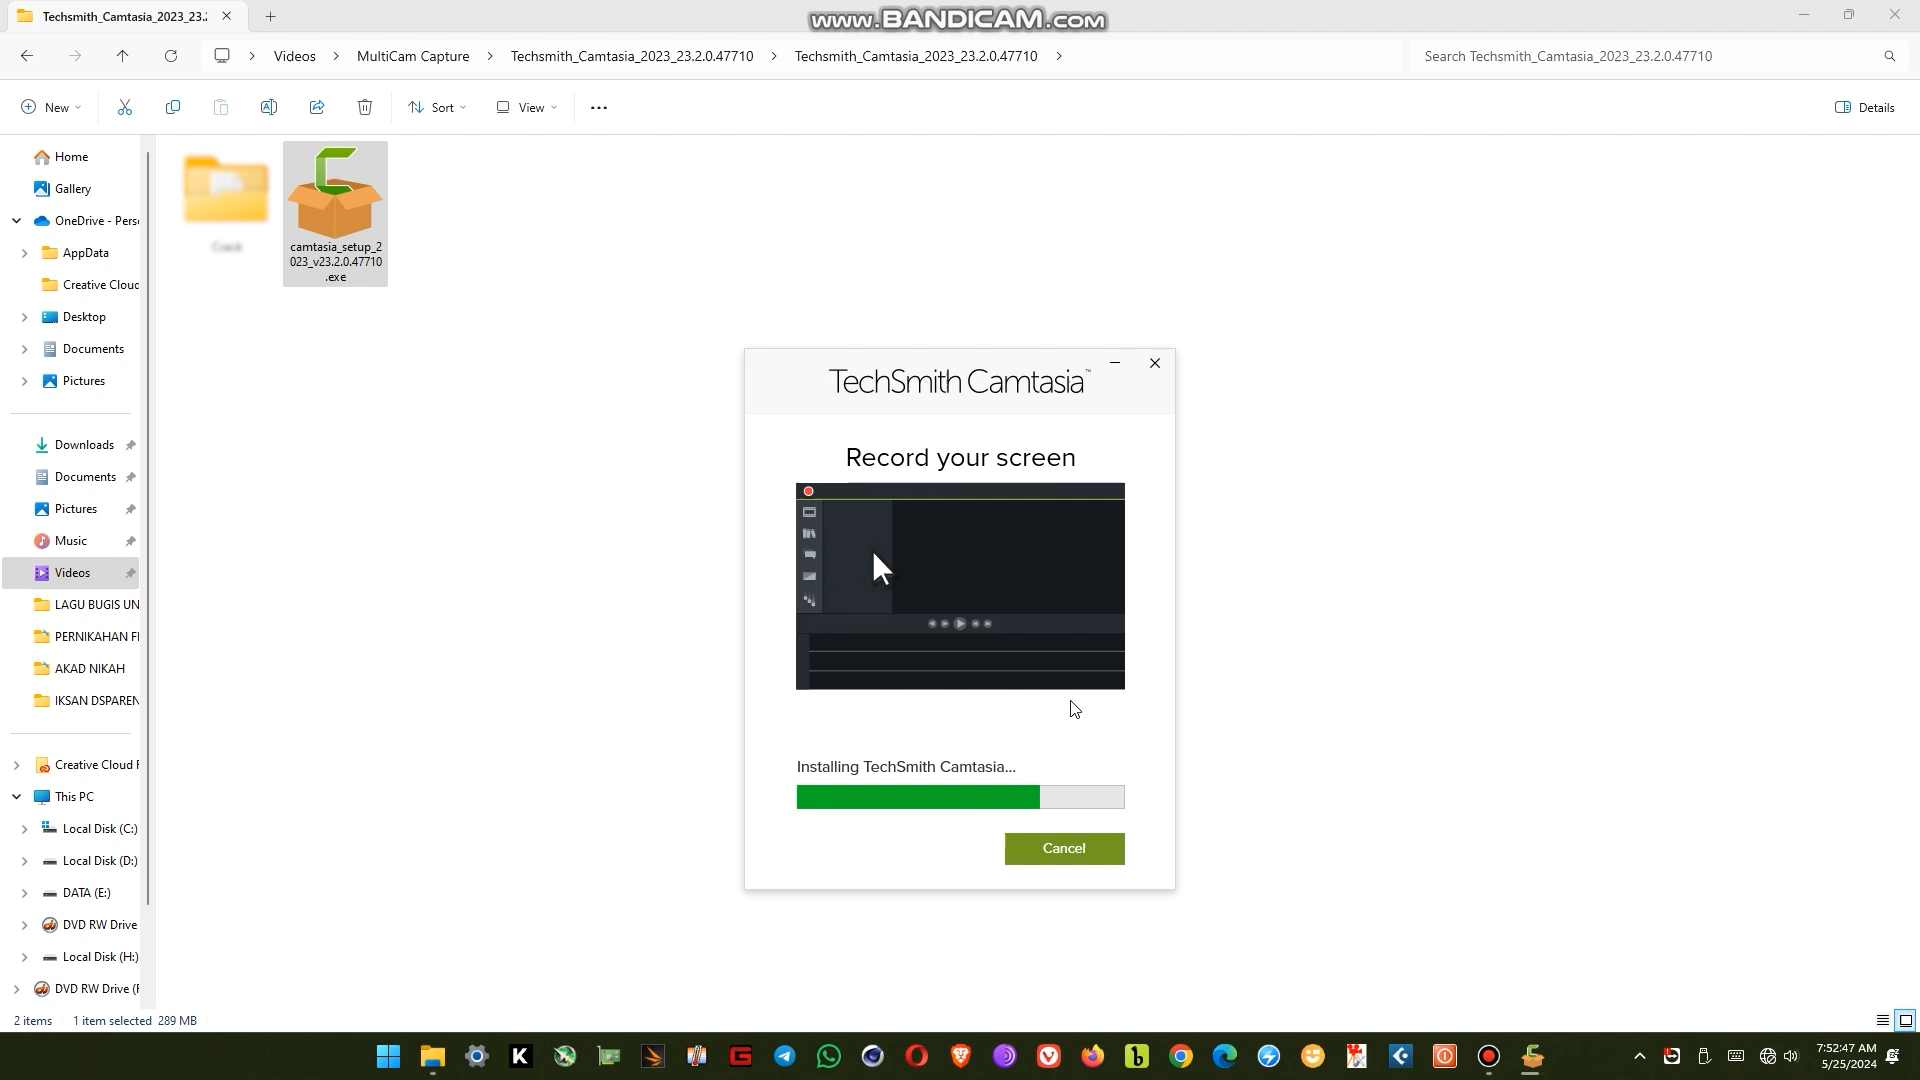 Techsmith_Camtasia_2023_23.2
www.BANDICAM.com
Videos
MultiCam Capture
Techsmith_Camtasia_2023_23.2.0.47710
Techsmith_Camtasia_2023_23.2.0.47710
Search Techsmith_Camtasia_2023_23.2.0.47710
New
Sort
View
Details
Home
Gallery
OneDrive - Pers
AppData
Creative Cloud
Desktop
Documents
Pictures
Downloads
Documents
Pictures
Music
Videos
LAGU BUGIS UN
PERNIKAHAN F
AKAD NIKAH
IKSAN DSPAREN
Creative Cloud F
This PC
Local Disk (C:)
Local Disk (D:)
DATA (E:)
DVD RW Drive
Local Disk (H:)
DVD RW Drive (F
Crack
camtasia_setup_2
023_v23.2.0.47710
.exe
TechSmith Camtasia™
Record your screen
Installing TechSmith Camtasia...
Cancel
2 items
1 item selected 289 MB
7:52:47 AM
5/25/2024